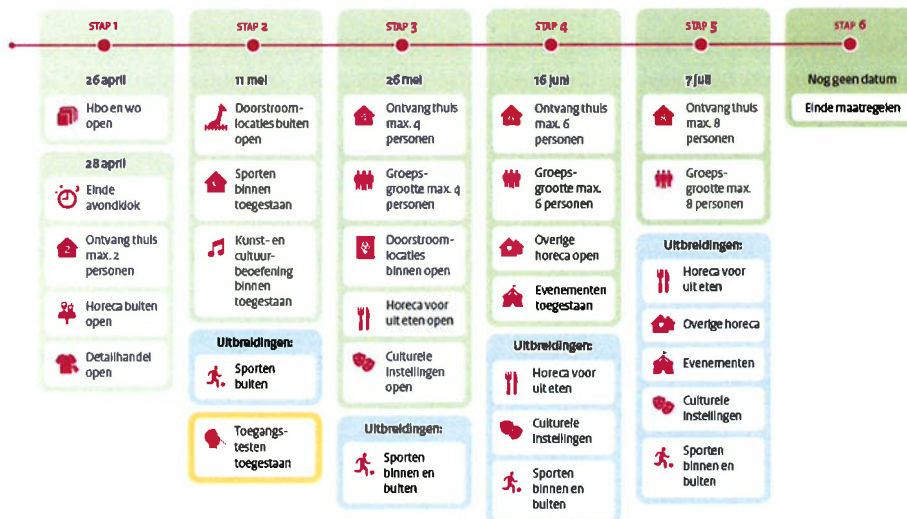 STAP 1
26 april
Hbo en wo
open
28 april
Einde
avondklok
Ontvang thuis
max. 2
personen
Horeca buiten
open
Detailhandel
open
STAP 2
11 mei
Doorstroom-
locaties buiten
open
Sporten
binnen
toegestaan
Kunst- en
cultuur-
beoefening
binnen
toegestaan
Uitbreidingen:
Sporten
buiten
Toegangs-
testen
toegestaan
STAP 3
26 mei
Ontvang thuis
max. 4
personen
Groeps-
grootte max. 4
personen
Doorstroom-
locaties
binnen open
Horeca voor
uit eten open
Culturele
instellingen
open
Uitbreidingen:
Sporten
binnen en
buiten
STAP 4
16 juni
Ontvang thuis
max. 6
personen
Groeps-
grootte max.
6 personen
Overige
horeca open
Evenementen
toegestaan
Uitbreidingen:
Horeca voor
uit eten
Culturele
instellingen
Sporten
binnen en
buiten
STAP 5
7 juli
Ontvang thuis
max. 8
personen
Groeps-
grootte max.
8 personen
Uitbreidingen:
Horeca voor
uit eten
Overige horeca
Evenementen
Culturele
instellingen
Sporten
binnen en
buiten
STAP 6
Nog geen datum
Einde maatregelen